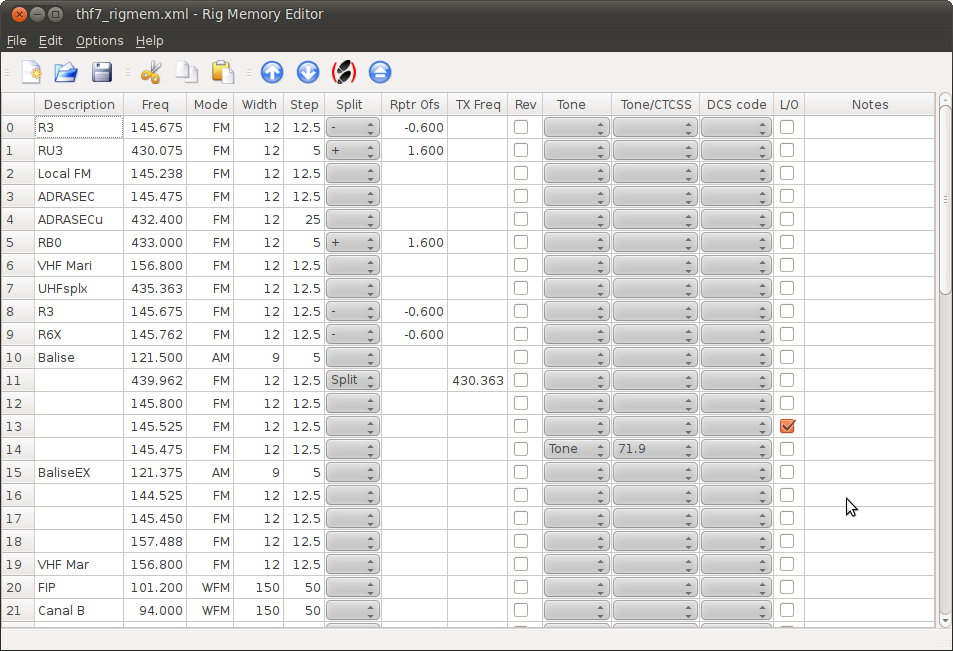 thf7_rigmem.xml - Rig Memory Editor
File Edit Options Help
Description Freq Mode Width Step Split Rptr Ofs TX Freq Rev Tone Tone/CTCSS DCS code L/O Notes
0 R3 145.675 FM 12 12.5 - -0.600
1 RU3 430.075 FM 12 5 + 1.600
2 Local FM 145.238 FM 12 12.5
3 ADRASEC 145.475 FM 12 12.5
4 ADRASECu 432.400 FM 12 25
5 RB0 433.000 FM 12 5 + 1.600
6 VHF Mari 156.800 FM 12 12.5
7 UHFsplx 435.363 FM 12 12.5
8 R3 145.675 FM 12 12.5 - -0.600
9 R6X 145.762 FM 12 12.5 - -0.600
10 Balise 121.500 AM 9 5
11 439.962 FM 12 12.5 Split 430.363
12 145.800 FM 12 12.5
13 145.525 FM 12 12.5
14 145.475 FM 12 12.5 Tone 71.9
15 BaliseEX 121.375 AM 9 5
16 144.525 FM 12 12.5
17 145.450 FM 12 12.5
18 157.488 FM 12 12.5
19 VHF Mar 156.800 FM 12 12.5
20 FIP 101.200 WFM 150 50
21 Canal B 94.000 WFM 150 50